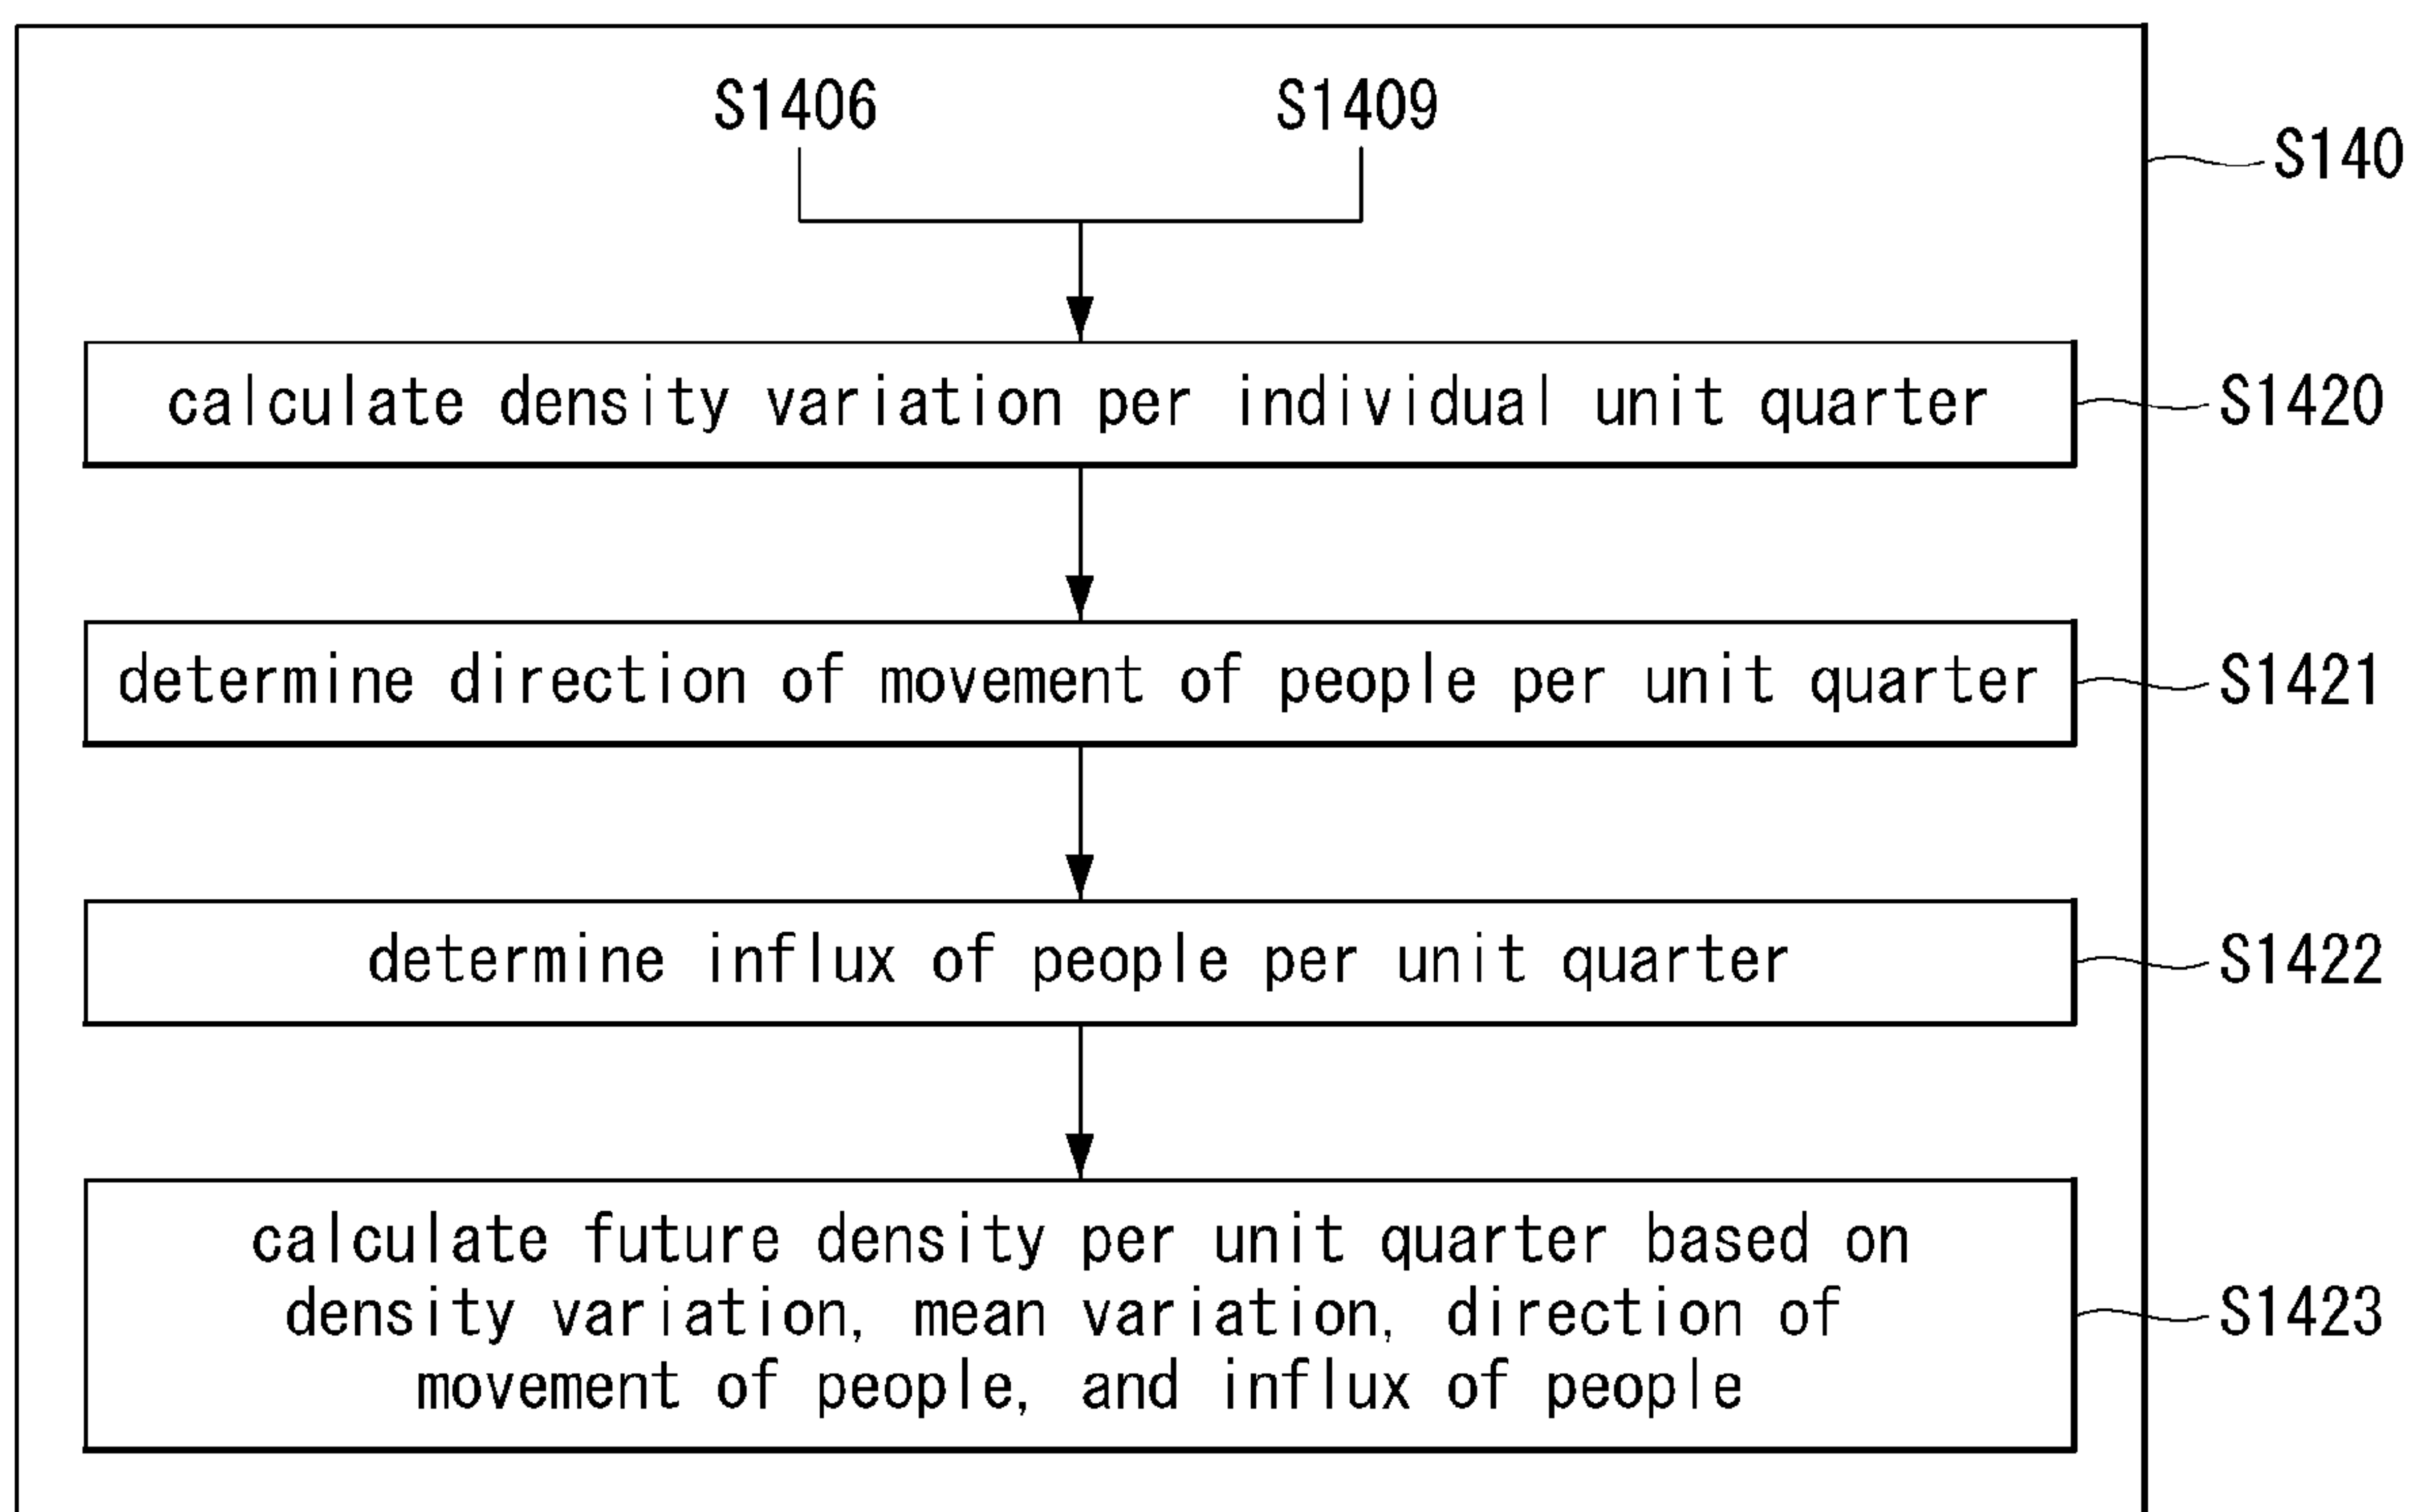 S1406
S1409
S140
calculate density variation per individual unit quarter
S1420
determine direction of movement of people per unit quarter
S1421
determine influx of people per unit quarter
S1422
calculate future density per unit quarter based on
density variation, mean variation, direction of
movement of people, and influx of people
S1423